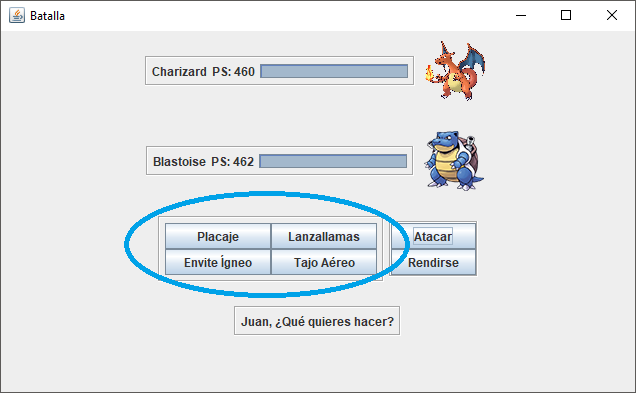 Batalla
Charizard PS: 460
Blastoise PS: 462
Placaje Lanzallamas Atacar
Envite Ígneo Tajo Aéreo Rendirse
Juan, ¿Qué quieres hacer?